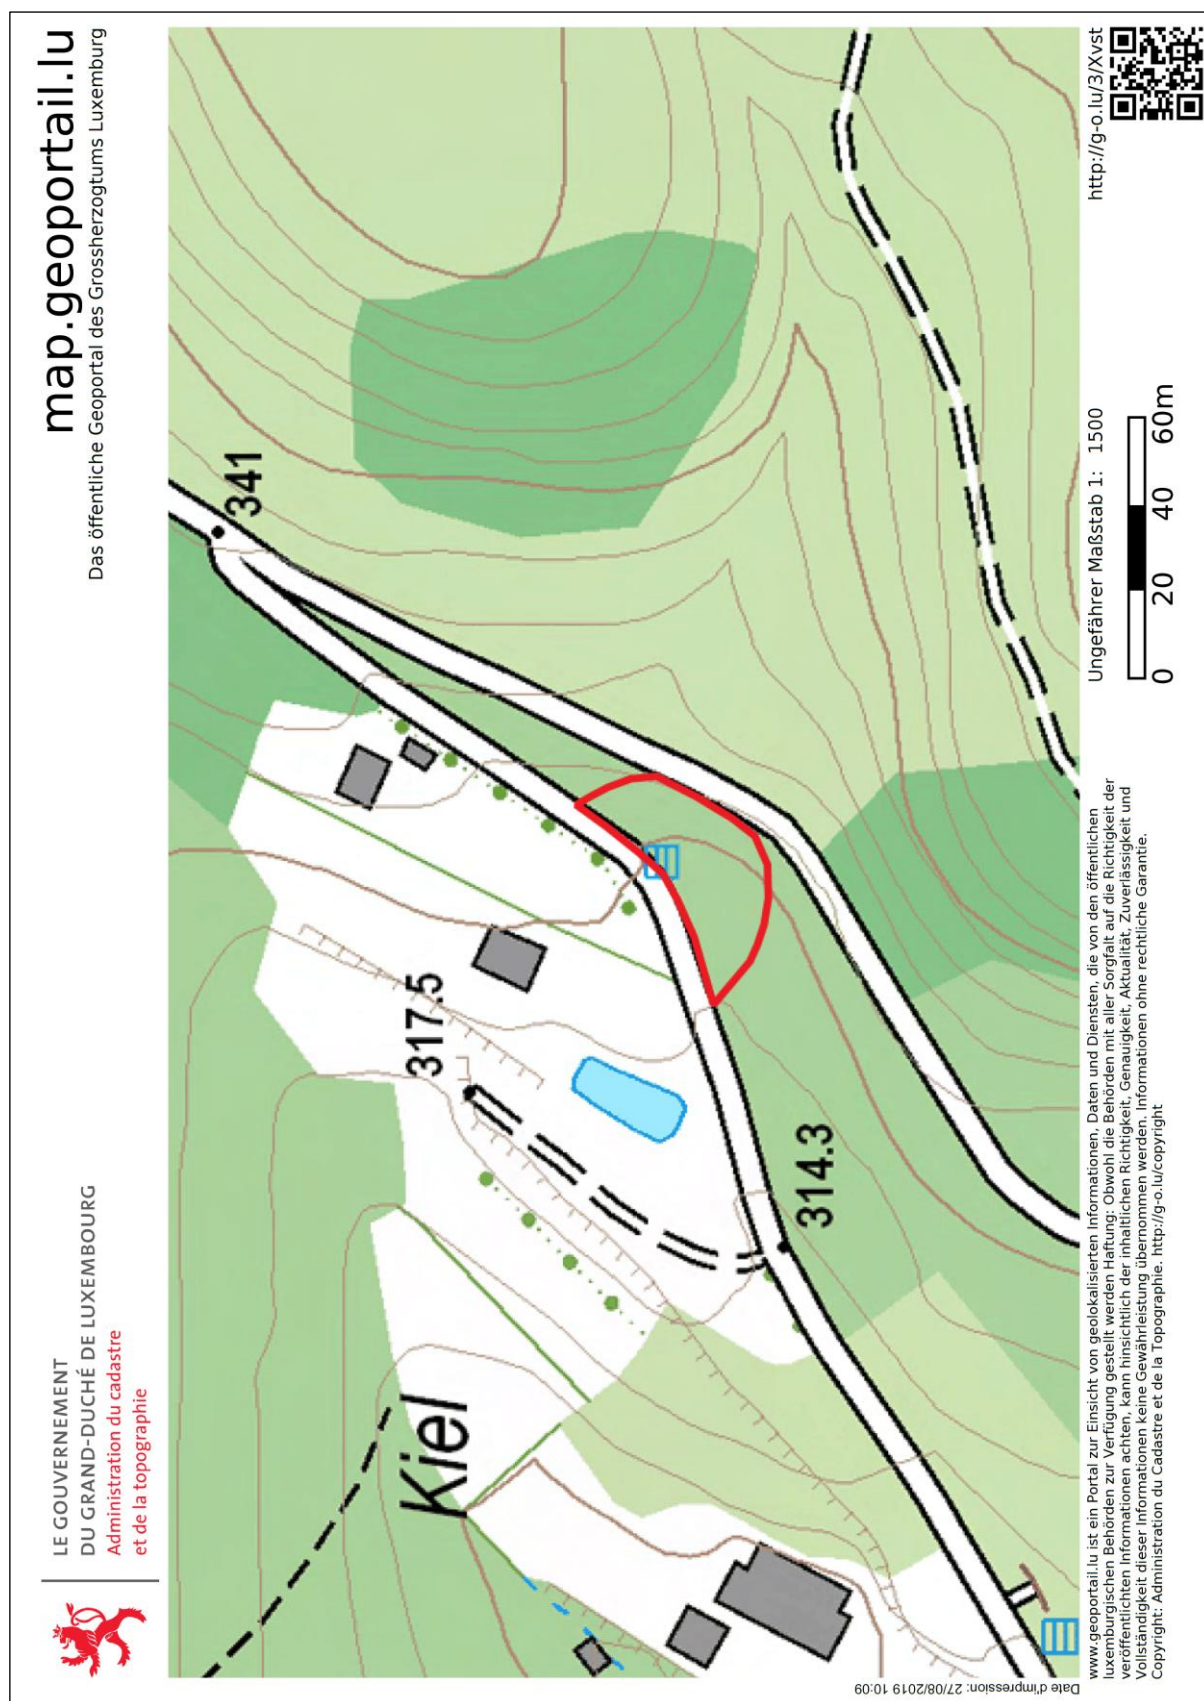 LE GOUVERNEMENT
DU GRAND-DUCHÉ DE LUXEMBOURG
Administration du cadastre
et de la topographie
map.geoportail.lu
Das öffentliche Geoportal des Grossherzogtums Luxemburg
341
317.5
314.3
Kiel
Date d'impression: 27/08/2019 10:09
www.geoportail.lu ist ein Portal zur Einsicht von geolokalisierten Informationen, Daten und Diensten, die von den öffentlichen
luxemburgischen Behörden zur Verfügung gestellt werden Haftung: Obwohl die Behörden mit aller Sorgfalt auf die Richtigkeit der
veröffentlichten Informationen achten, kann hinsichtlich der inhaltlichen Richtigkeit, Genauigkeit, Aktualität, Zuverlässigkeit und
Vollständigkeit dieser Informationen keine Gewährleistung übernommen werden. Informationen ohne rechtliche Garantie.
Copyright: Administration du Cadastre et de la Topographie. http://g-o.lu/copyright
Ungefährer Maßstab 1: 1500
0 20 40 60m
http://g-o.lu/3/Xvst